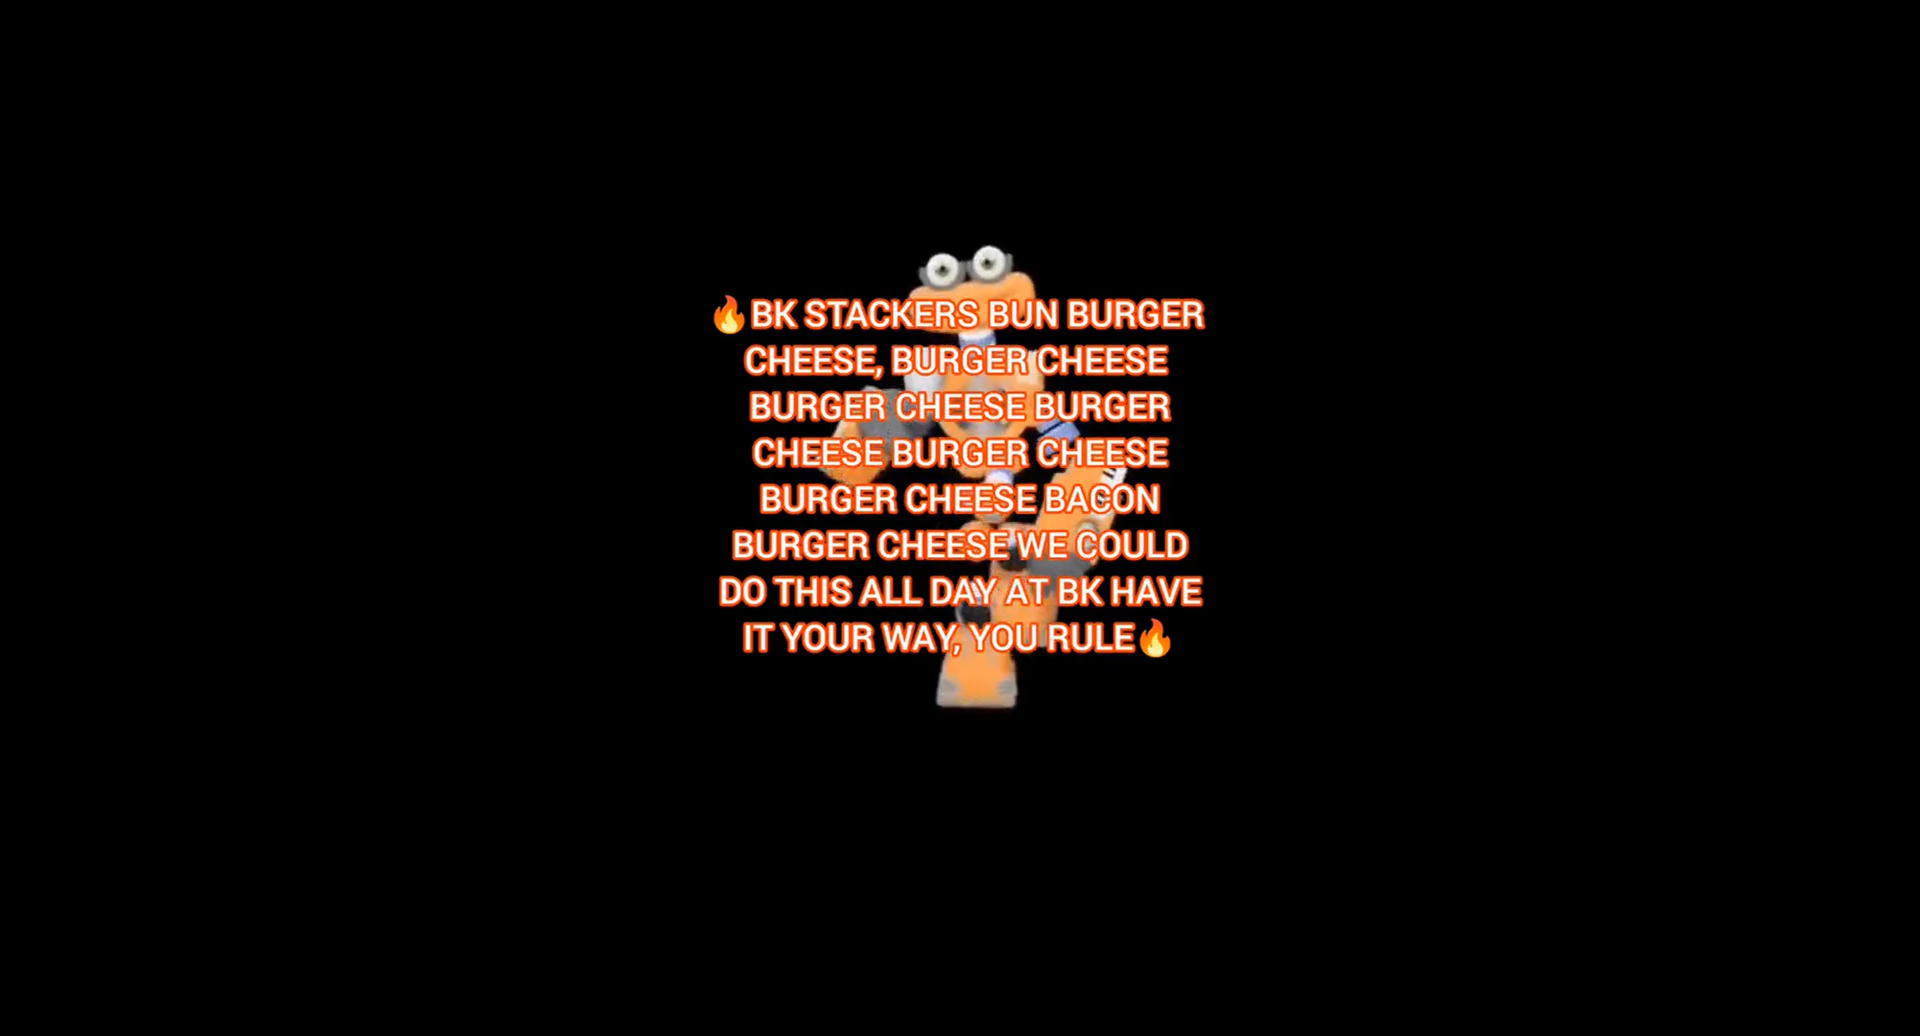 🔥BK STACKERS BUN BURGER
CHEESE, BURGER CHEESE
BURGER CHEESE BURGER
CHEESE BURGER CHEESE
BURGER CHEESE BACON
BURGER CHEESE WE COULD
DO THIS ALL DAY AT BK HAVE
IT YOUR WAY, YOU RULE🔥